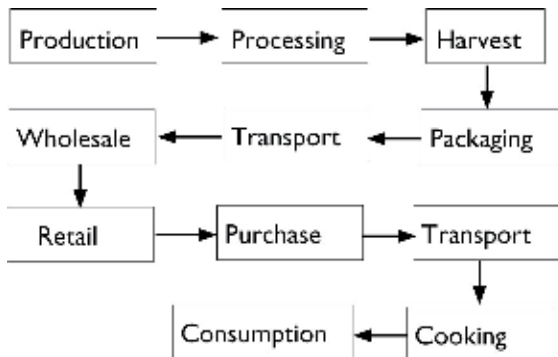 Production
Processing
Harvest
Packaging
Transport
Wholesale
Retail
Purchase
Transport
Cooking
Consumption